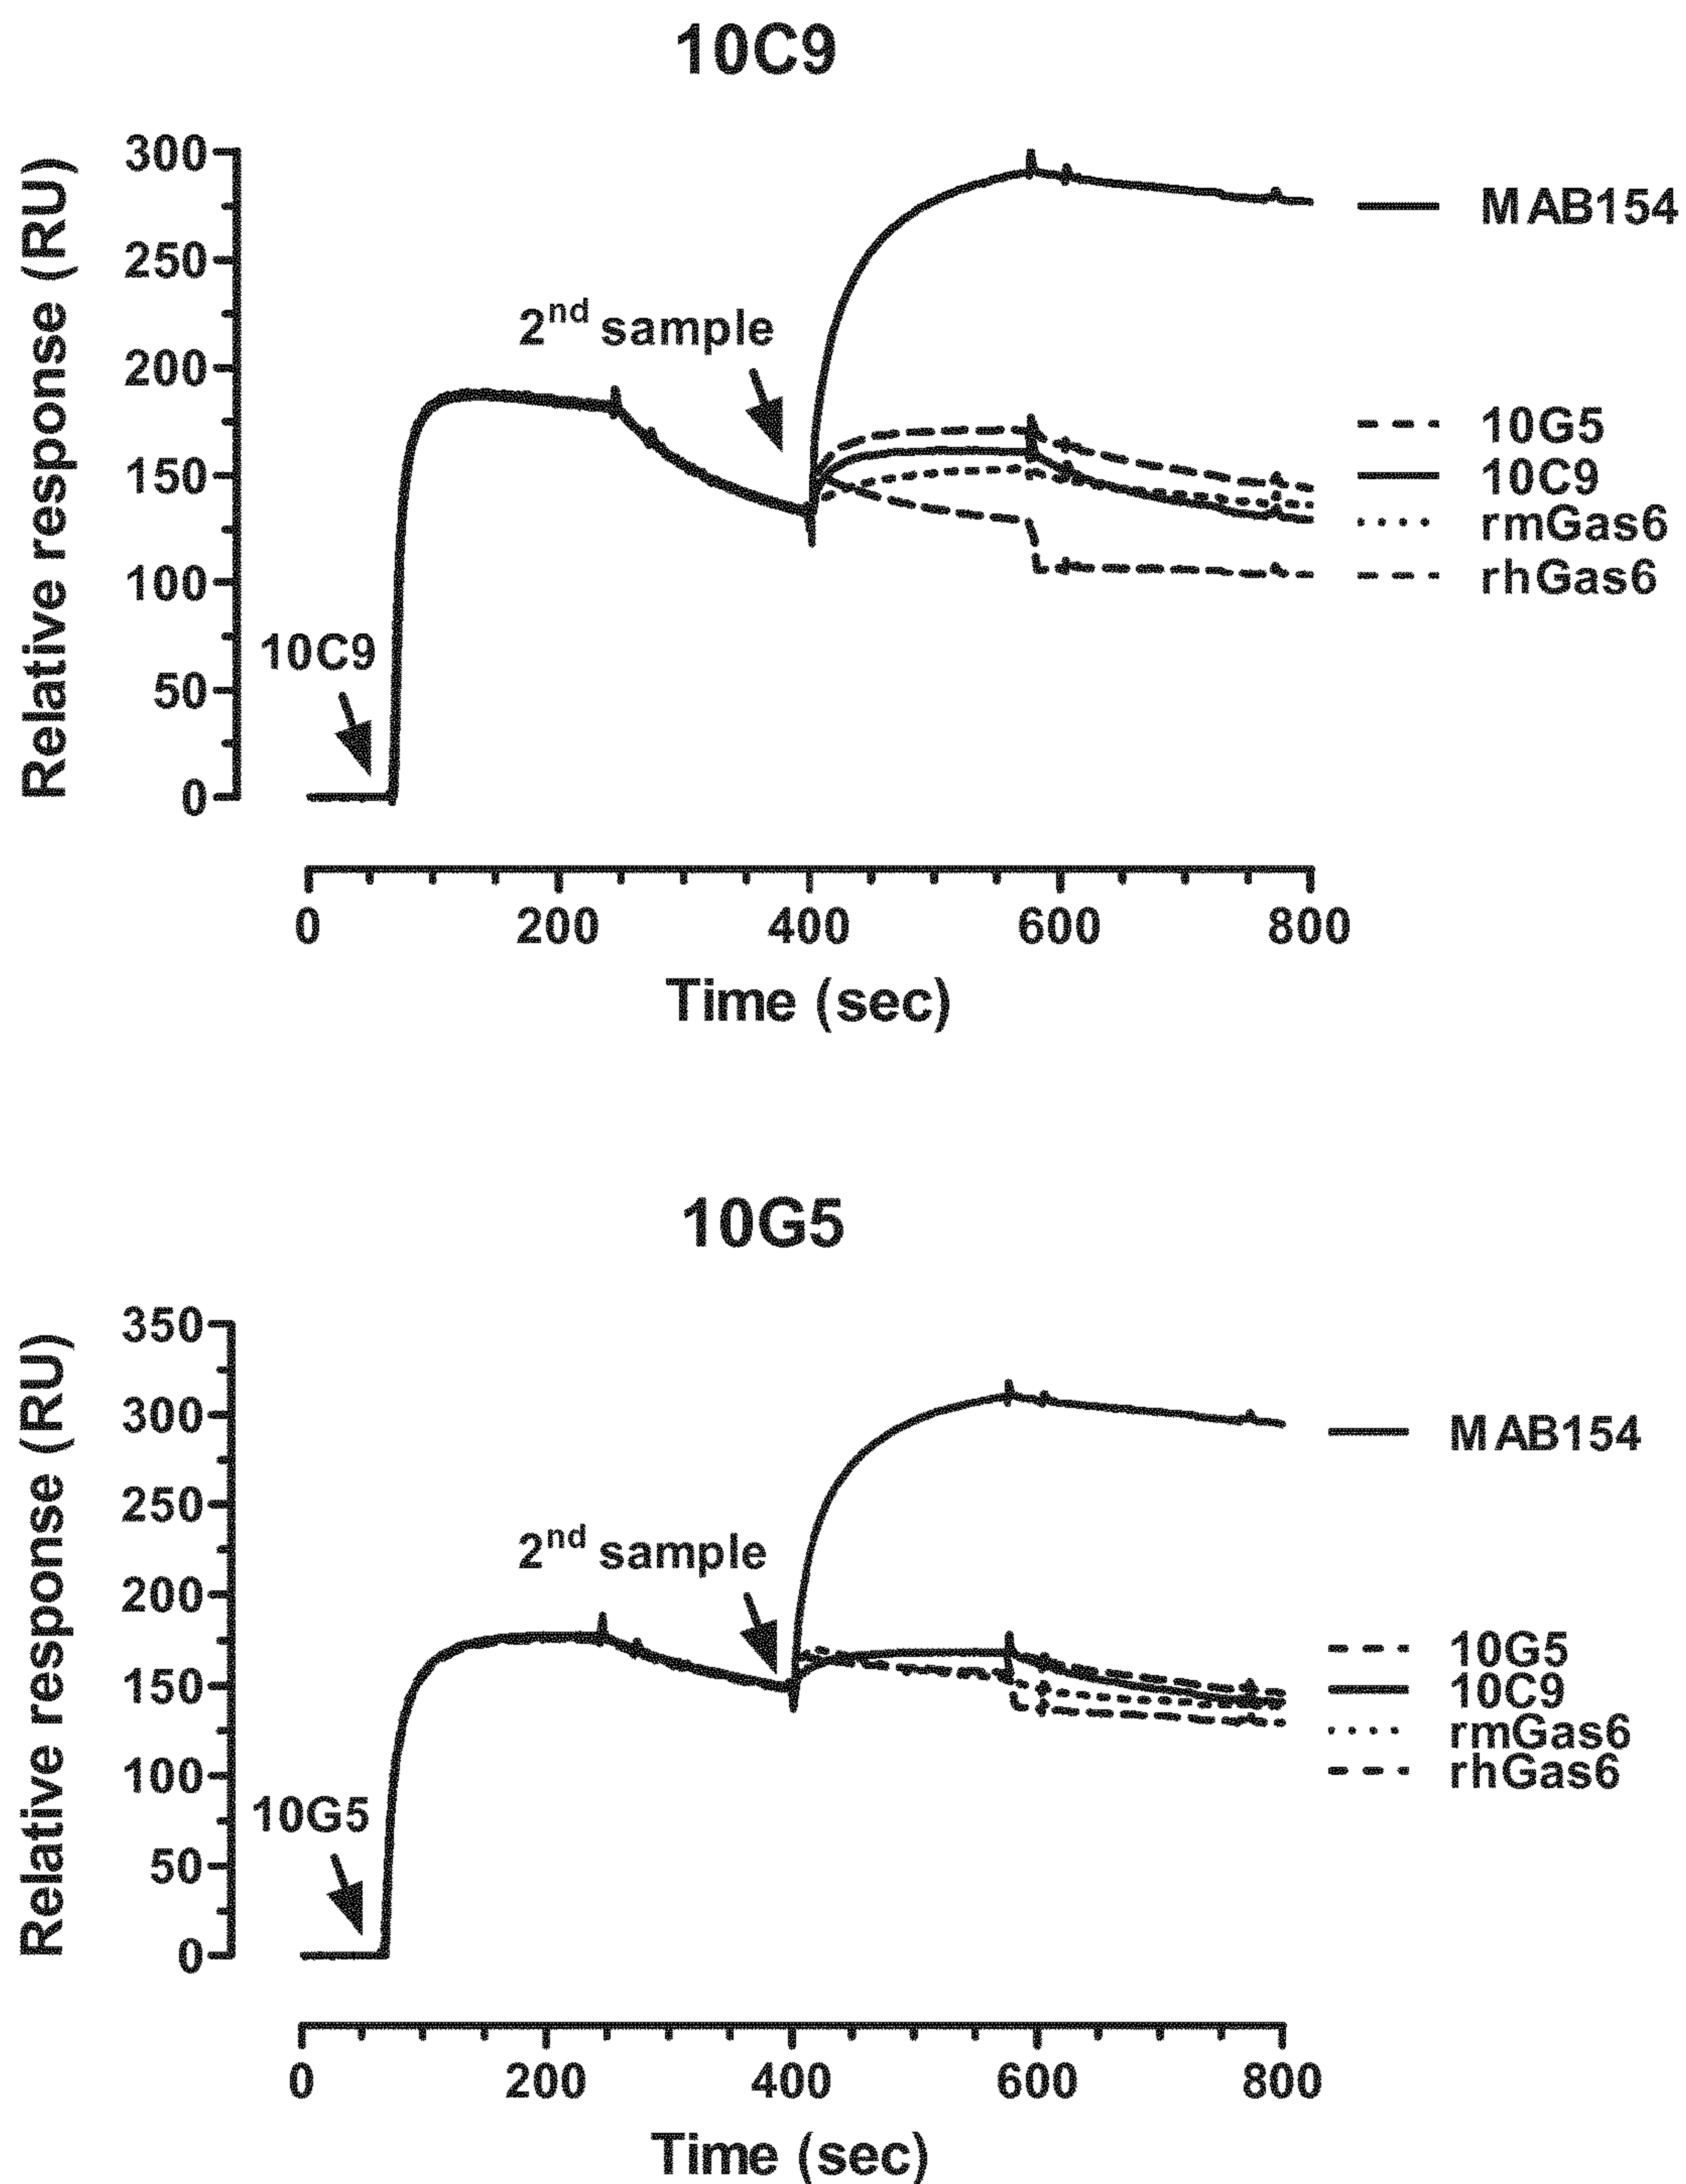 10C9
Relative response (RU)
300
250
200
150
100
50
0
10C9
2nd sample
MAB154
10G5
10C9
rmGas6
rhGas6
0 200 400 600 800
Time (sec)
10G5
Relative response (RU)
350
300
250
200
150
100
50
0
10G5
2nd sample
MAB154
10G5
10C9
rmGas6
rhGas6
0 200 400 600 800
Time (sec)